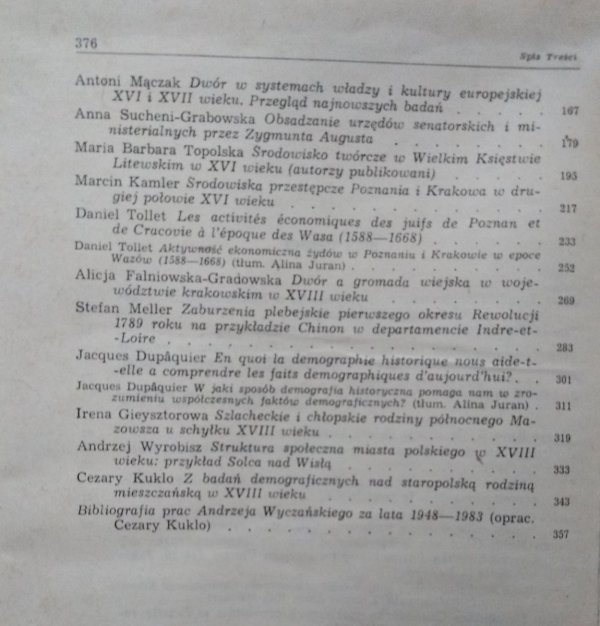 376
Spis Treści
Antoni Mączak Dwór w systemach władzy i kultury europejskiej
XVI i XVII wieku. Przegląd najnowszych badań . . . . . 167
Anna Sucheni-Grabowska Obsadzanie urzędów senatorskich i mi-
nisterialnych przez Zygmunta Augusta . . . . . . 179
Maria Barbara Topolska Środowisko twórcze w Wielkim Księstwie
Litewskim w XVI wieku (autorzy publikowani) . . . . 195
Marcin Kamler Środowiska przestępcze Poznania i Krakowa w dru-
giej połowie XVI wieku . . . . . . . . . 217
Daniel Tollet Les activités économiques des juifs de Poznan et
de Cracovie à l'époque des Wasa (1588—1668) . . . . . 233
Daniel Tollet Aktywność ekonomiczna żydów w Poznaniu i Krakowie w epoce
Wazów (1588—1668) (tłum. Alina Juran) . . . . . . . . 252
Alicja Falniowska-Gradowska Dwór a gromada wiejska w woje-
wództwie krakowskim w XVIII wieku . . . . . . 269
Stefan Meller Zaburzenia plebejskie pierwszego okresu Rewolucji
1789 roku na przykładzie Chinon w departamencie Indre-et-
-Loire . . . . . . . . . . . . 283
Jacques Dupâquier En quoi la demographie historique nous aide-t-
-elle a comprendre les faits demographiques d'aujourd'hui? . . 301
Jacques Dupâquier W jaki sposób demografia historyczna pomaga nam w zro-
zumieniu współczesnych faktów demograficznych? (tłum. Alina Juran) . 311
Irena Gieysztorowa Szlacheckie i chłopskie rodziny północnego Ma-
zowsza u schyłku XVIII wieku . . . . . . . . 319
Andrzej Wyrobisz Struktura społeczna miasta polskiego w XVIII
wieku: przykład Solca nad Wisłą . . . . . . . 333
Cezary Kuklo Z badań demograficznych nad staropolską rodziną
mieszczańską w XVIII wieku . . . . . . . . 343
Bibliografia prac Andrzeja Wyczańskiego za lata 1948—1983 (oprac.
Cezary Kuklo) . . . . . . . . . . 357